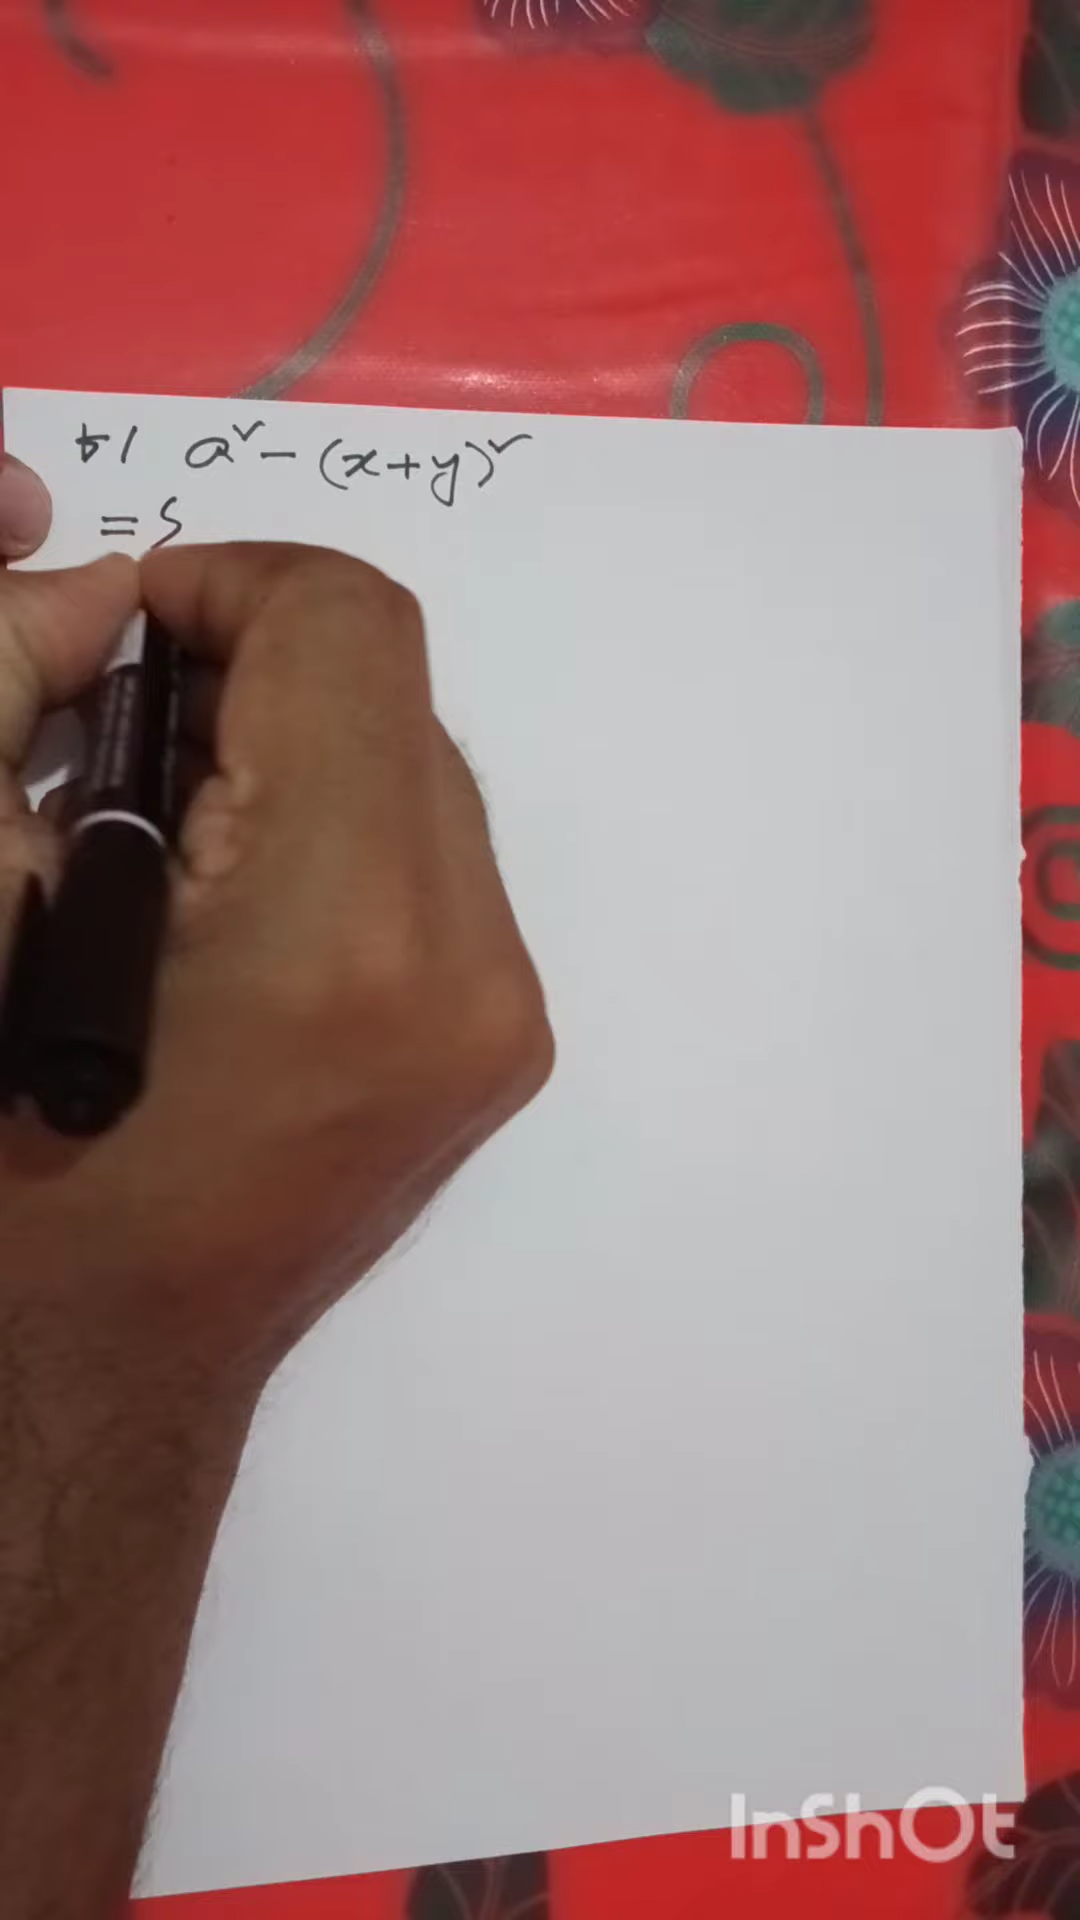 ৮। a² - (x+y)²
=
InShOt